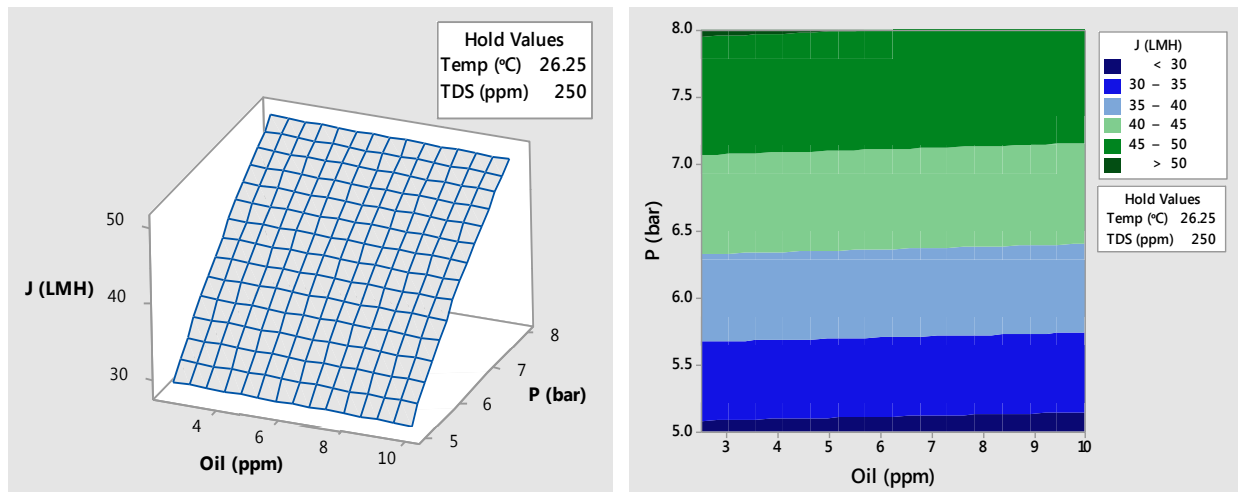 Hold Values
Temp (ºC) 26.25
TDS (ppm) 250
50
40
30
J (LMH)
4
6
8
10
Oil (ppm)
5
6
7
8
P (bar)
8.0
7.5
7.0
6.5
6.0
5.5
5.0
P (bar)
3 4 5 6 7 8 9 10
Oil (ppm)
J (LMH)
< 30
30 – 35
35 – 40
40 – 45
45 – 50
> 50
Hold Values
Temp (ºC) 26.25
TDS (ppm) 250